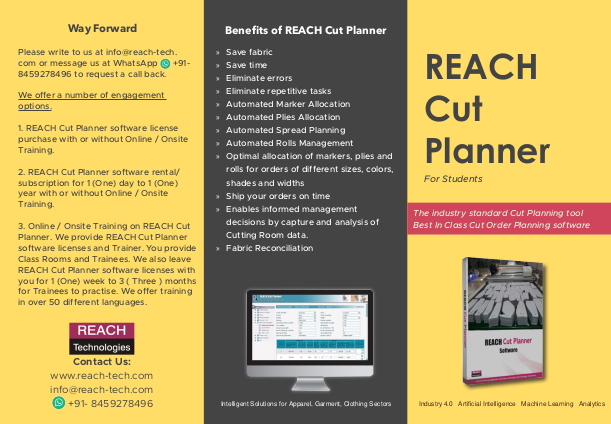 Way Forward
Please write to us at info@reach-tech.
com or message us at WhatsApp +91-
8459278496 to request a call back.
We offer a number of engagement
options.
1. REACH Cut Planner software license
purchase with or without Online / Onsite
Training.
2. REACH Cut Planner software rental/
subscription for 1 (One) day to 1 (One)
year with or without Online / Onsite
Training.
3. Online / Onsite Training on REACH Cut
Planner. We provide REACH Cut Planner
software licenses and Trainer. You provide
Class Rooms and Trainees. We also leave
REACH Cut Planner software licenses with
you for 1 (One) week to 3 ( Three ) months
for Trainees to practise. We offer training
in over 50 different languages.
REACH
Technologies
Contact Us:
www.reach-tech.com
info@reach-tech.com
+91- 8459278496
Benefits of REACH Cut Planner
» Save fabric
» Save time
» Eliminate errors
» Eliminate repetitive tasks
» Automated Marker Allocation
» Automated Plies Allocation
» Automated Spread Planning
» Automated Rolls Management
» Optimal allocation of markers, plies and
rolls for orders of different sizes, colors,
shades and widths
» Ship your orders on time
» Enables informed management
decisions by capture and analysis of
Cutting Room data.
» Fabric Reconciliation
Intelligent Solutions for Apparel, Garment, Clothing Sectors
REACH
Cut
Planner
For Students
The industry standard Cut Planning tool
Best In Class Cut Order Planning software
REACH Cut Planner
Software
Industry 4.0 Artificial Intelligence Machine Learning Analytics